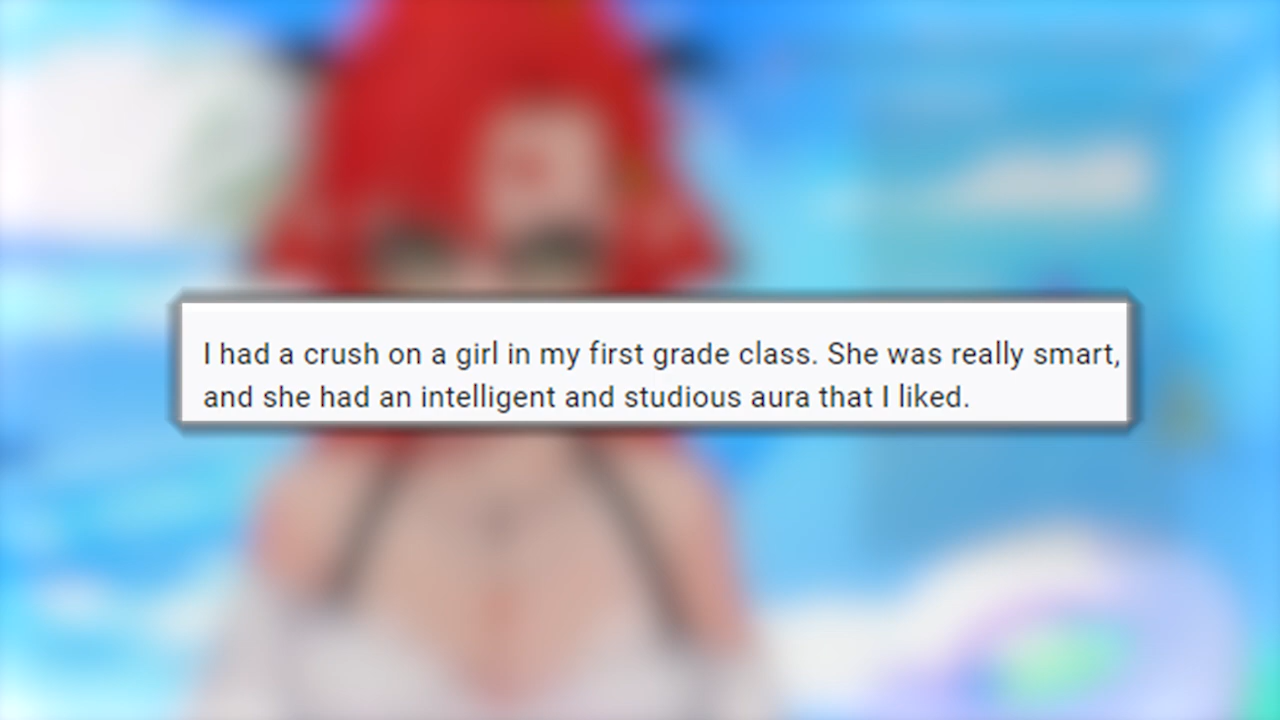 I had a crush on a girl in my first grade class. She was really smart,
and she had an intelligent and studious aura that I liked.